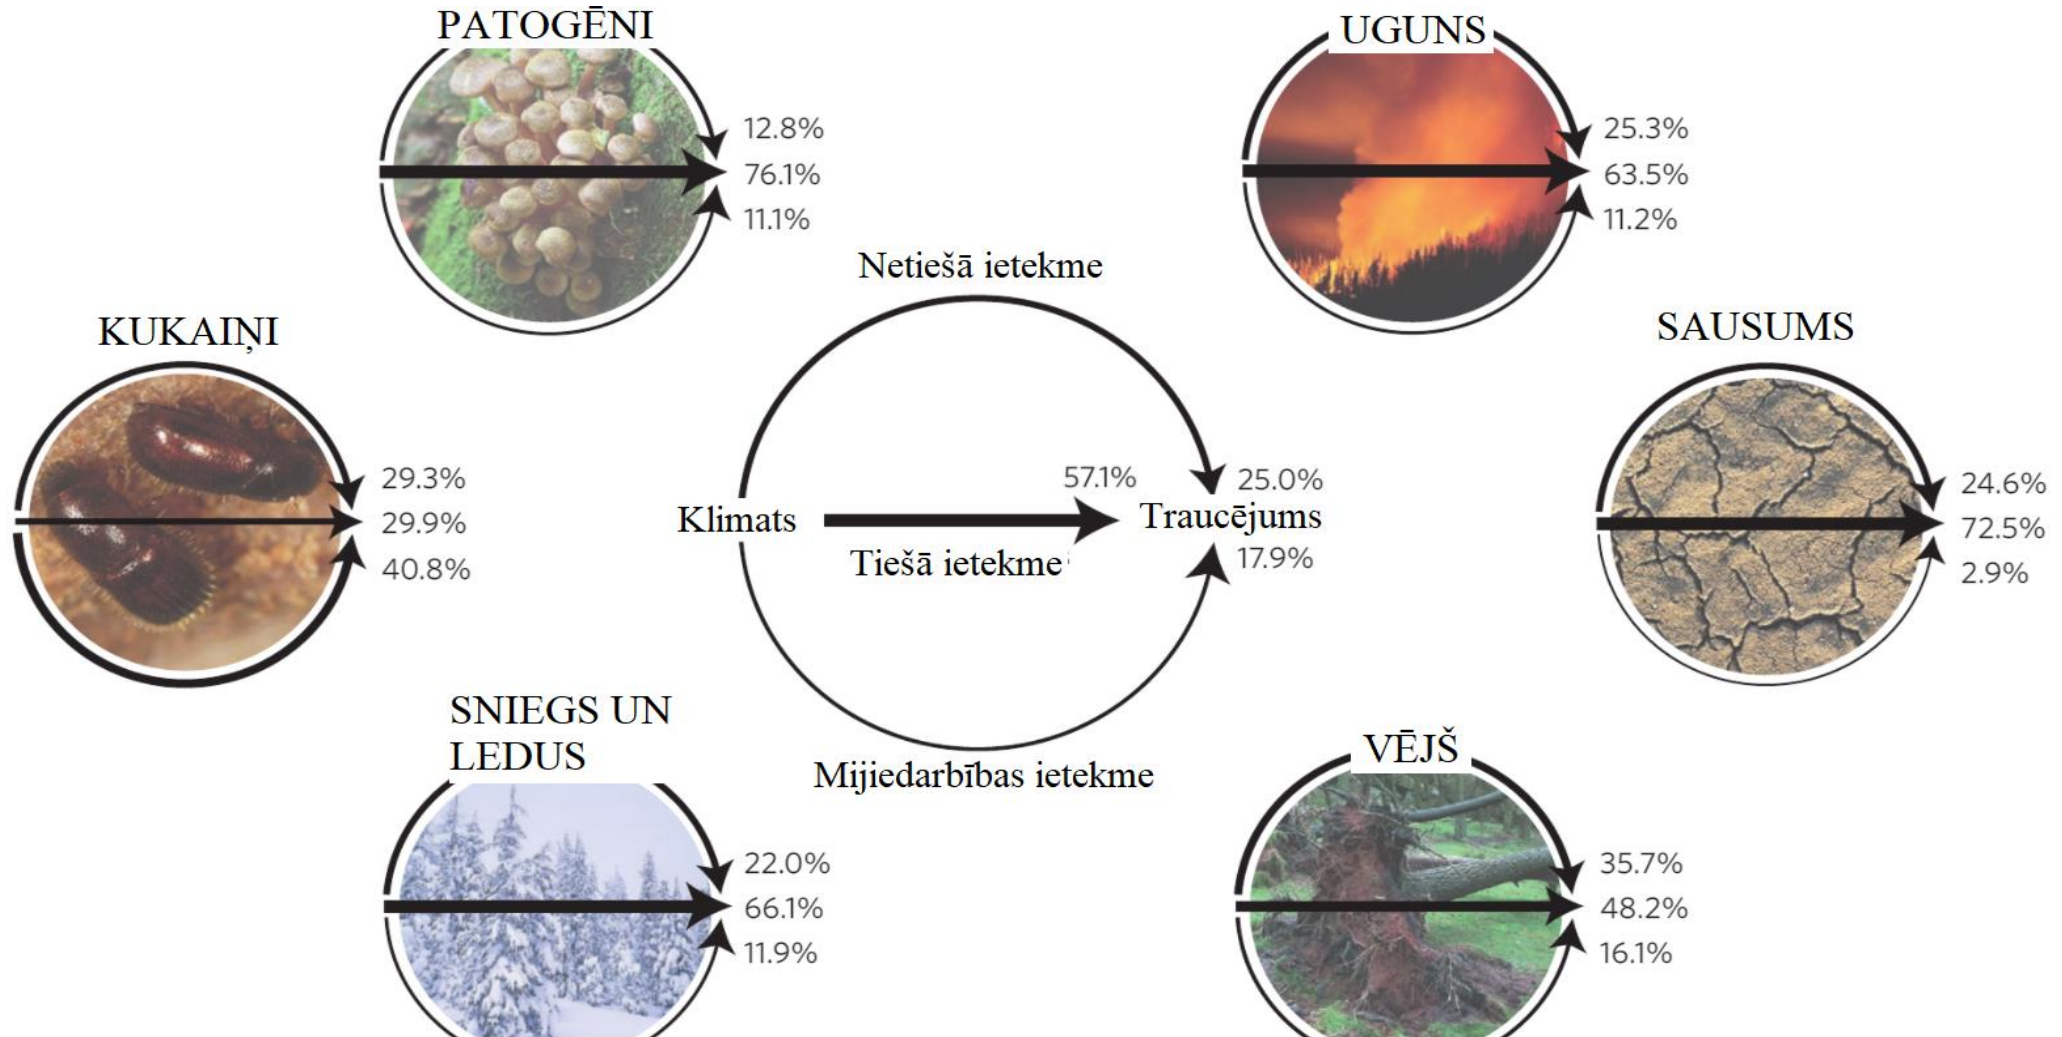 PATOGĒNI
12.8%
76.1%
11.1%
UGUNS
25.3%
63.5%
11.2%
KUKAIŅI
29.3%
29.9%
40.8%
Netiešā ietekme
Klimats
57.1%
Tiešā ietekme
25.0%
Traucējums
17.9%
Mijiedarbības ietekme
SAUSUMS
24.6%
72.5%
2.9%
SNIEGS UN
LEDUS
22.0%
66.1%
11.9%
VĒJŠ
35.7%
48.2%
16.1%